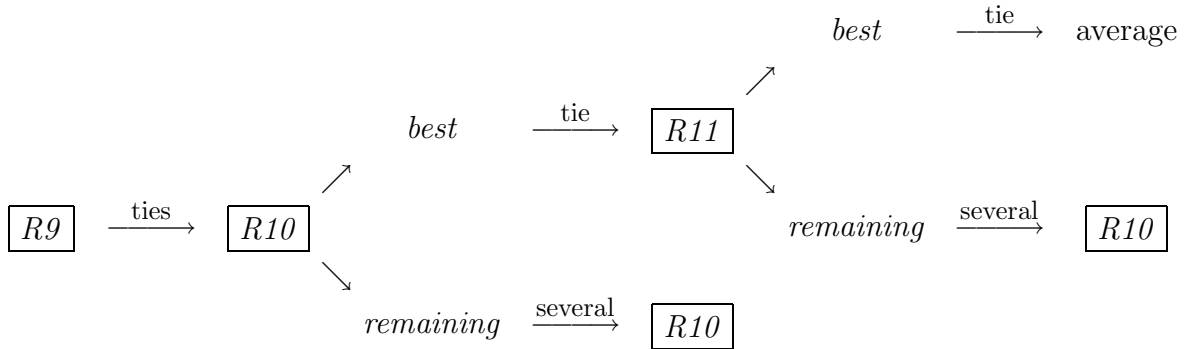 best tie average
best tie R11
R9 ties R10 remaining several R10
remaining several R10